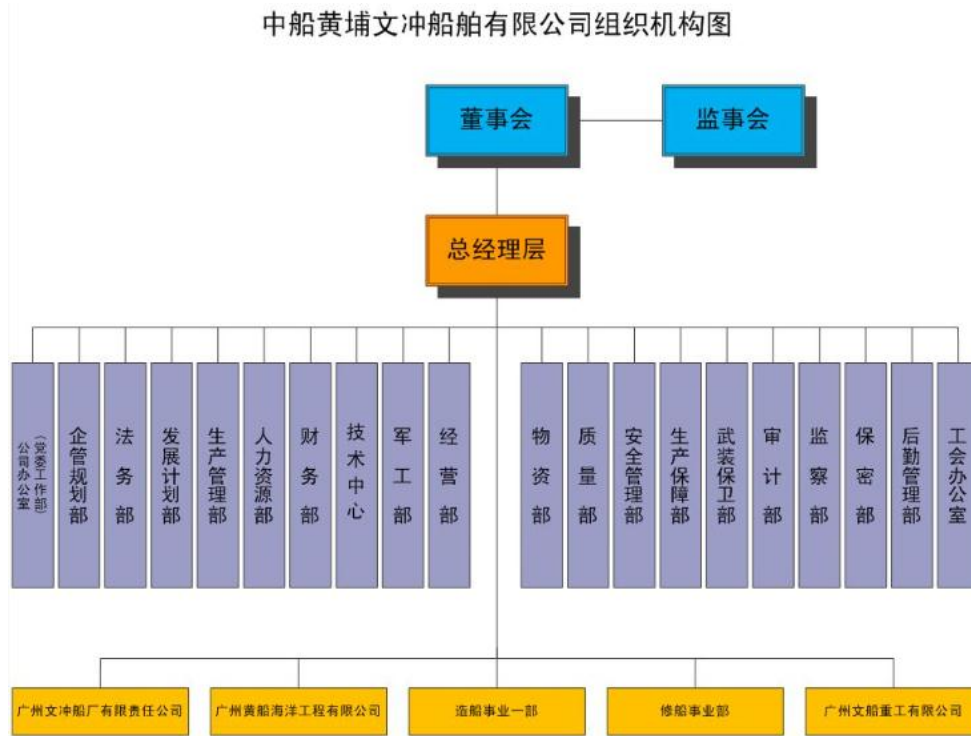 中船黄埔文冲船舶有限公司组织机构图
董事会
监事会
总经理层
公司办公室
(党委工作部)
企管规划部
法务部
发展计划部
生产管理部
人力资源部
财务部
技术中心
军工部
经营部
物资部
质量部
安全管理部
生产保障部
武装保卫部
审计部
监察部
保密部
后勤管理部
工会办公室
广州文冲船厂有限责任公司
广州黄船海洋工程有限公司
造船事业一部
修船事业部
广州文船重工有限公司